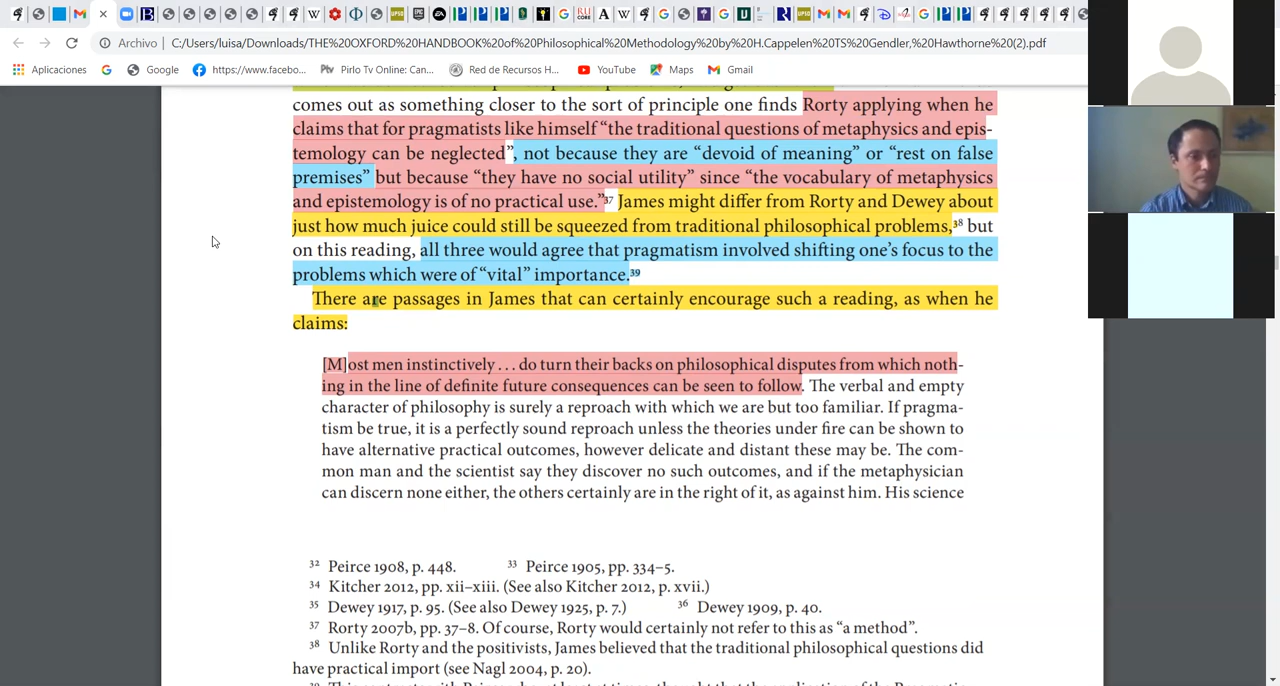 Archivo
C:/Users/luisa/Downloads/THE%20OXFORD%20HANDBOOK%20of%20Philosophical%20Methodology%20by%20H.Cappelen%20TS%20Gendler,%20Hawthorne%20(2).pdf
Aplicaciones
Google
https://www.facebo...
Pirlo Tv Online: Can...
Red de Recursos H...
YouTube
Maps
Gmail
comes out as something closer to the sort of principle one finds Rorty applying when he
claims that for pragmatists like himself “the traditional questions of metaphysics and epis-
temology can be neglected”, not because they are “devoid of meaning” or “rest on false
premises” but because “they have no social utility” since “the vocabulary of metaphysics
and epistemology is of no practical use.”37 James might differ from Rorty and Dewey about
just how much juice could still be squeezed from traditional philosophical problems,38 but
on this reading, all three would agree that pragmatism involved shifting one’s focus to the
problems which were of “vital” importance.39
There are passages in James that can certainly encourage such a reading, as when he
claims:
[M]ost men instinctively . . . do turn their backs on philosophical disputes from which noth-
ing in the line of definite future consequences can be seen to follow. The verbal and empty
character of philosophy is surely a reproach with which we are but too familiar. If pragma-
tism be true, it is a perfectly sound reproach unless the theories under fire can be shown to
have alternative practical outcomes, however delicate and distant these may be. The com-
mon man and the scientist say they discover no such outcomes, and if the metaphysician
can discern none either, the others certainly are in the right of it, as against him. His science
32 Peirce 1908, p. 448. 33 Peirce 1905, pp. 334–5.
34 Kitcher 2012, pp. xii–xiii. (See also Kitcher 2012, p. xvii.)
35 Dewey 1917, p. 95. (See also Dewey 1925, p. 7.) 36 Dewey 1909, p. 40.
37 Rorty 2007b, pp. 37–8. Of course, Rorty would certainly not refer to this as “a method”.
38 Unlike Rorty and the positivists, James believed that the traditional philosophical questions did
have practical import (see Nagl 2004, p. 20).